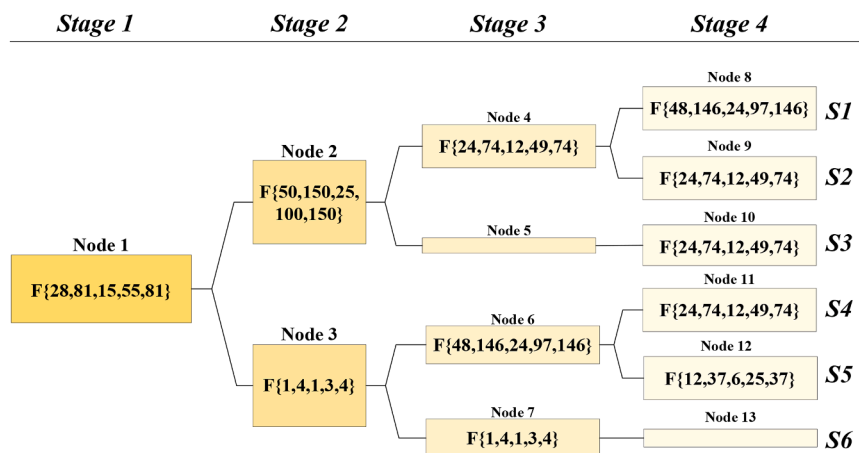 Stage 1
Stage 2
Stage 3
Stage 4
Node 1
F{28,81,15,55,81}
Node 2
F{50,150,25,
100,150}
Node 3
F{1,4,1,3,4}
Node 4
F{24,74,12,49,74}
Node 5
Node 6
F{48,146,24,97,146}
Node 7
F{1,4,1,3,4}
Node 8
F{48,146,24,97,146}
S1
Node 9
F{24,74,12,49,74}
S2
Node 10
F{24,74,12,49,74}
S3
Node 11
F{24,74,12,49,74}
S4
Node 12
F{12,37,6,25,37}
S5
Node 13
S6